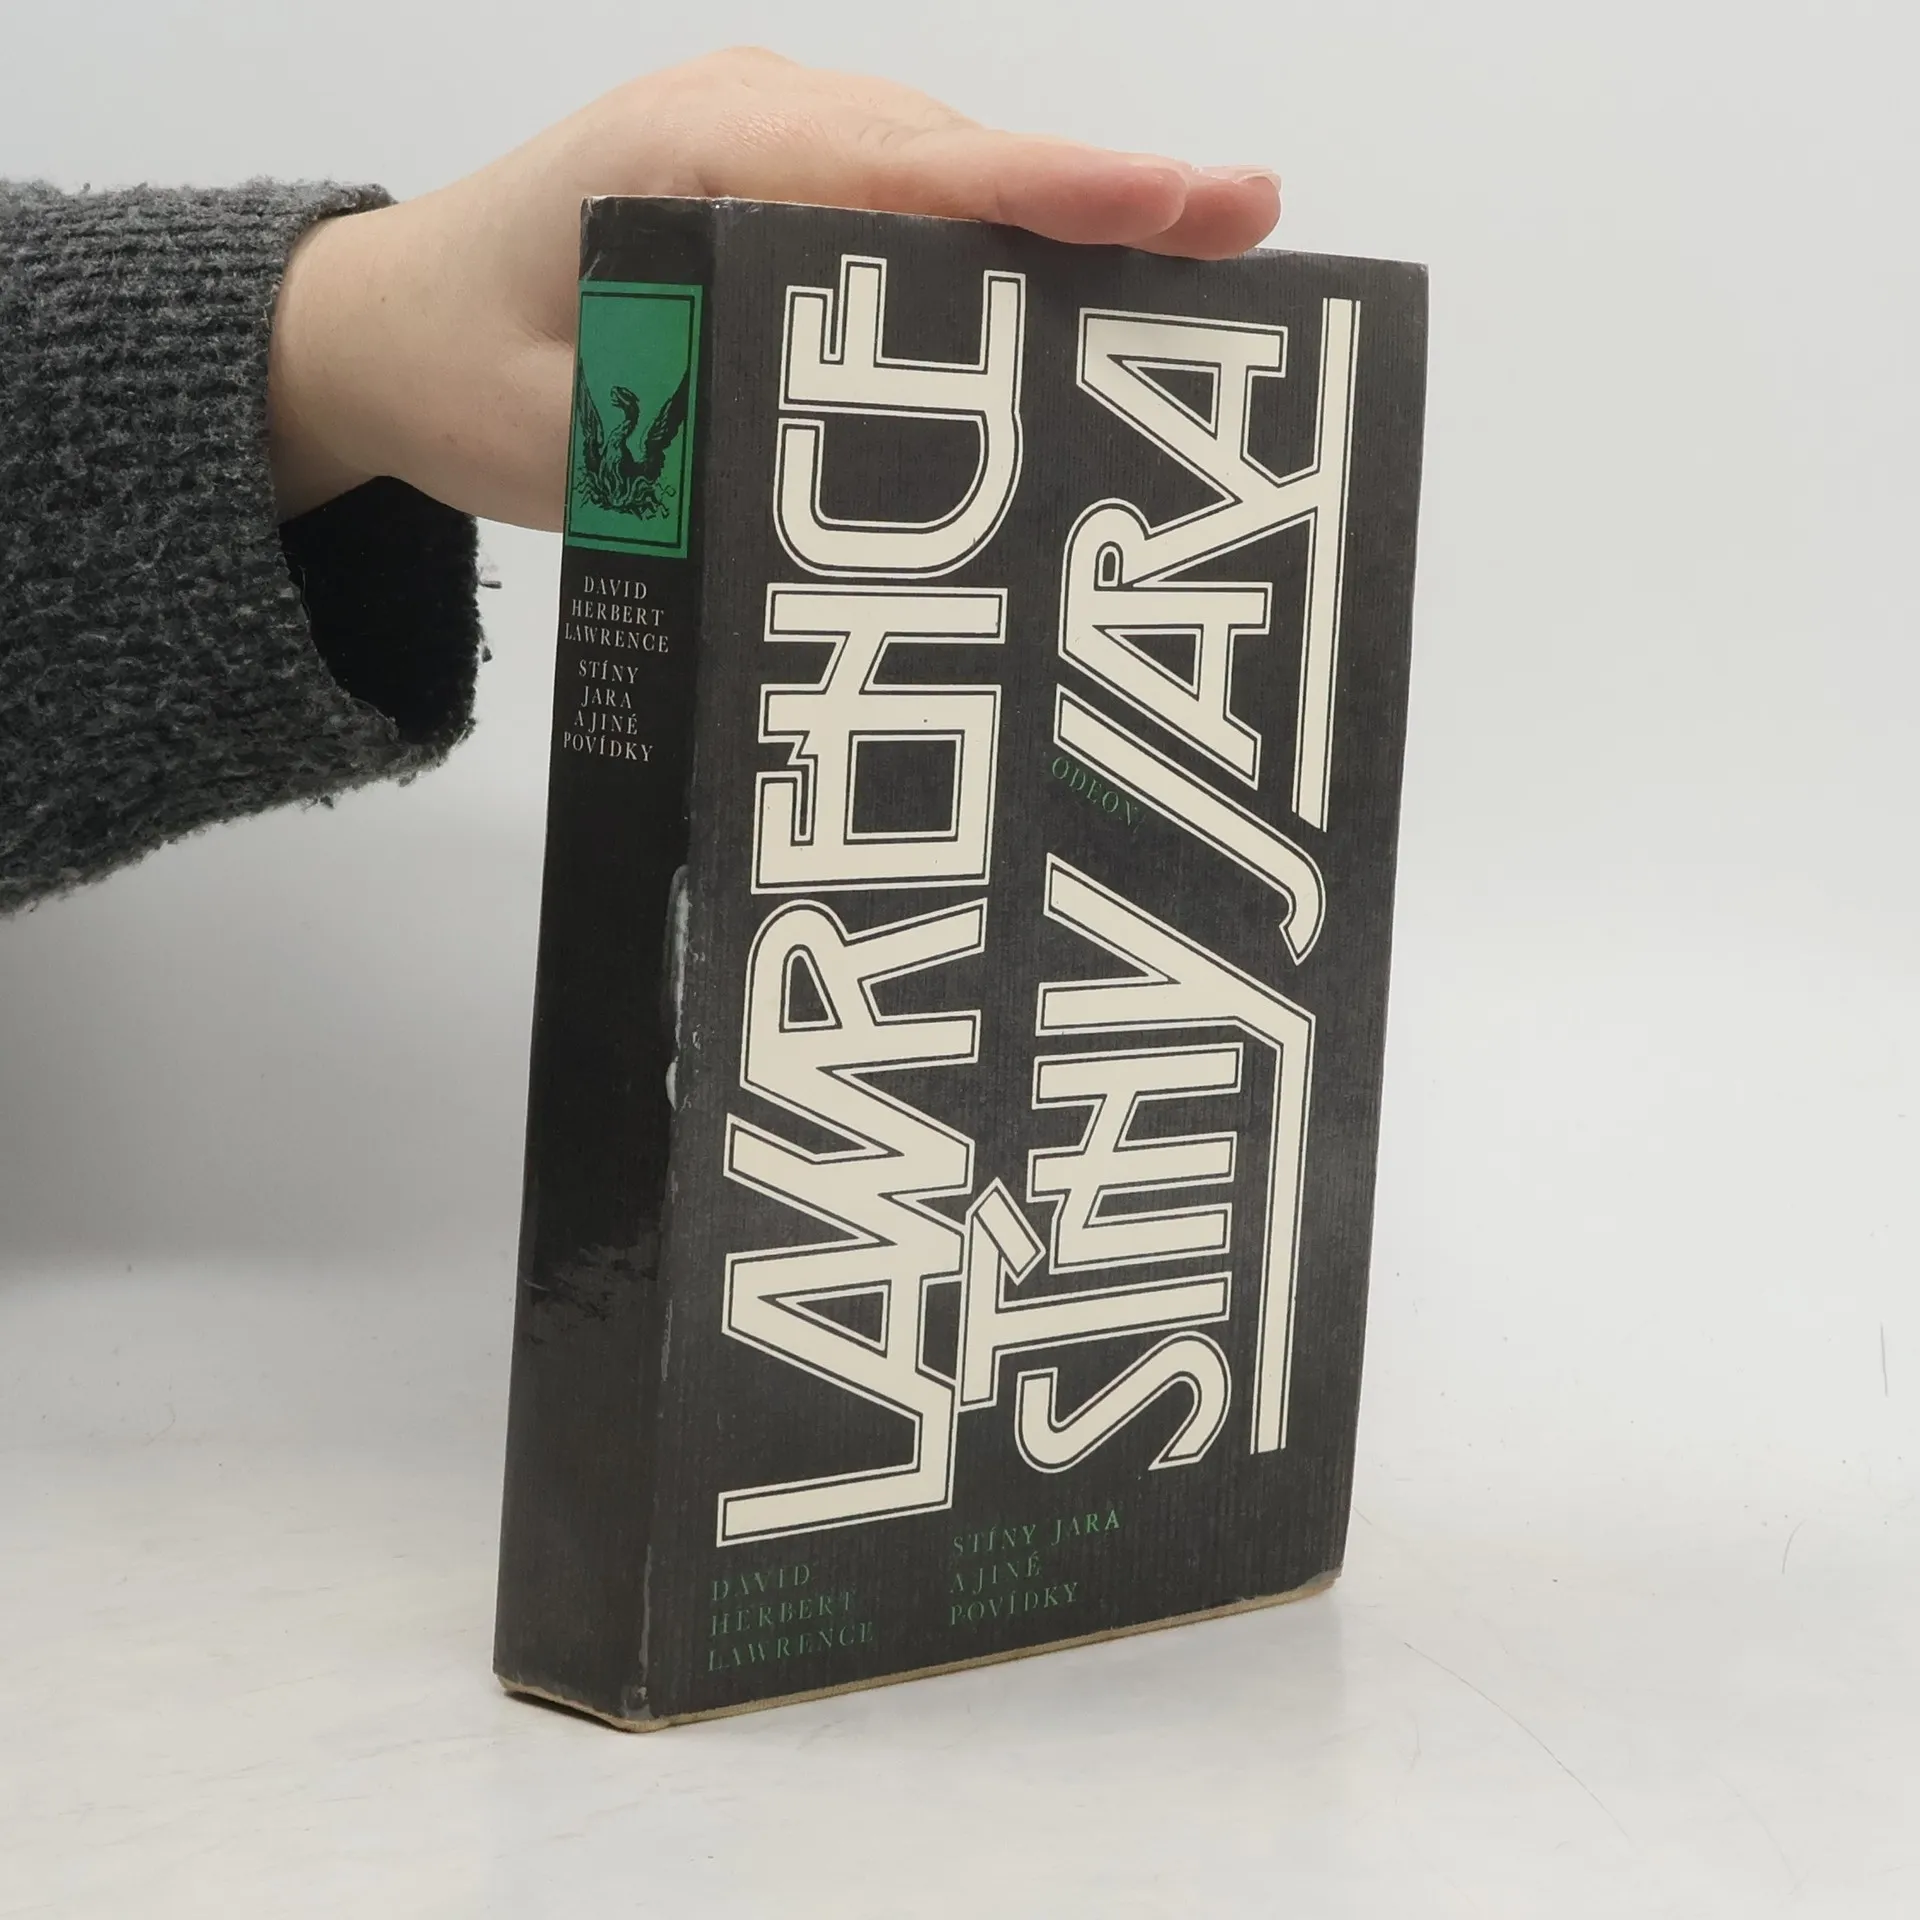 DAVID
HERBERT
LAWRENCE
STÍNY
JARA
A JINÉ
POVÍDKY
LAWRENCE
STÍNY JARA
ODEON
DAVID
HERBERT
LAWRENCE
STÍNY JARA
A JINÉ
POVÍDKY